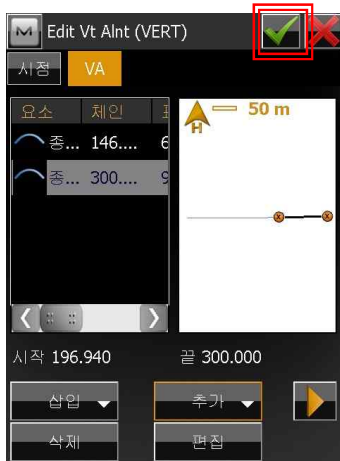 Edit Vt Alnt (VERT)
시점 VA
요소 체인
종... 146.... 6
종... 300.... 9
50 m
H
시작 196.940 끝 300.000
삽입 추가
삭제 편집